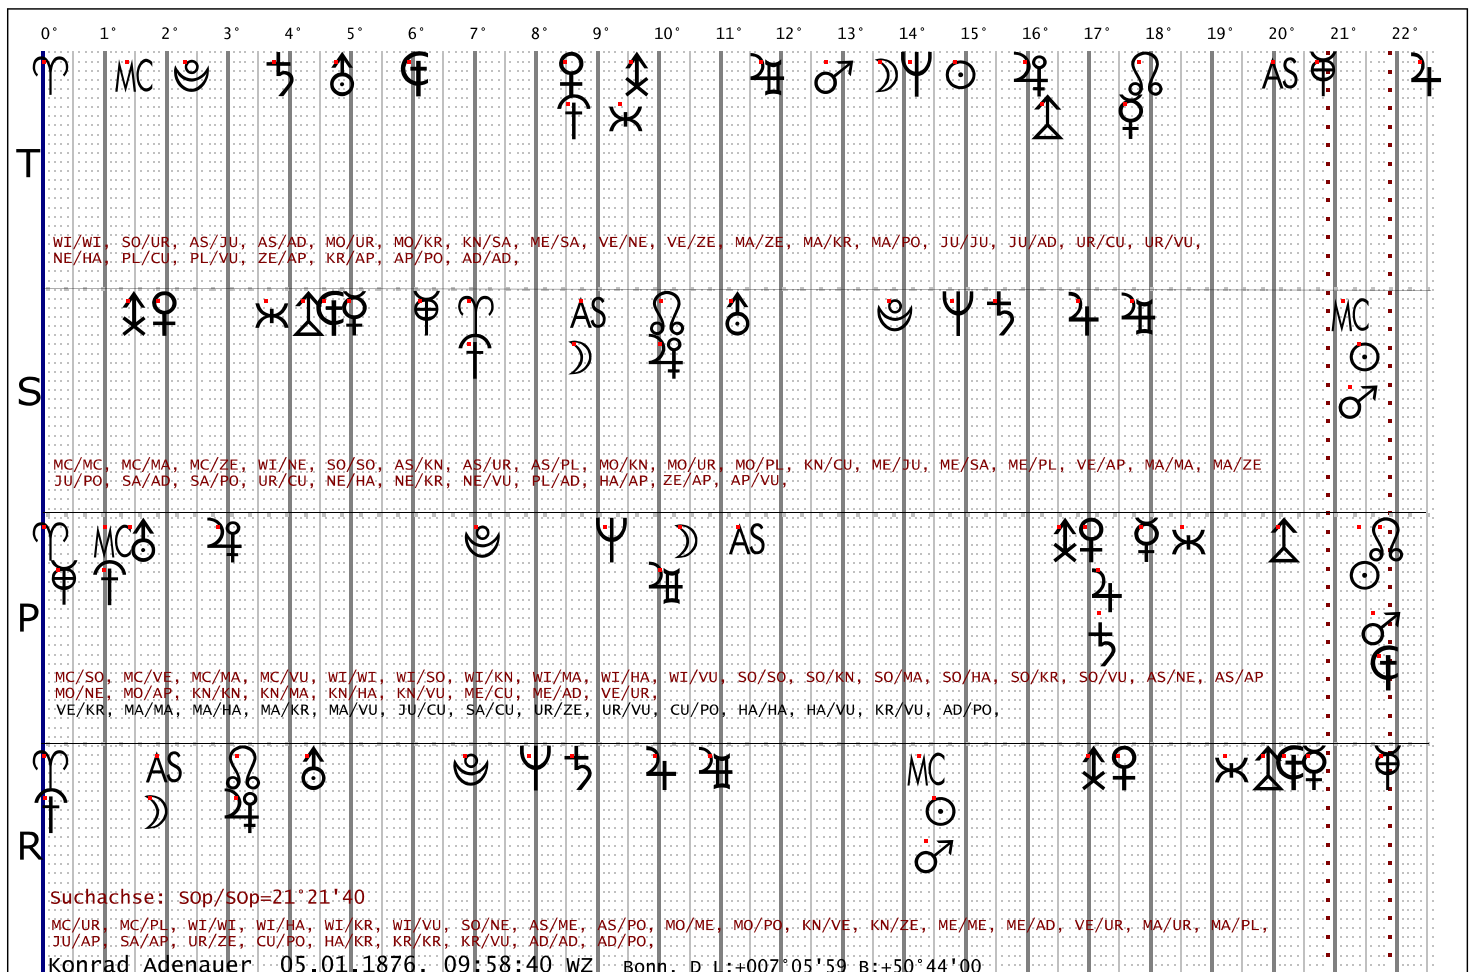 0° 1° 2° 3° 4° 5° 6° 7° 8° 9° 10° 11° 12° 13° 14° 15° 16° 17° 18° 19° 20° 21° 22°
MC AS
T
WI/WI, SO/UR, AS/JU, AS/AD, MO/UR, MO/KR, KN/SA, ME/SA, VE/NE, VE/ZE, MA/ZE, MA/KR, MA/PO, JU/JU, JU/AD, UR/CU, UR/VU,
NE/HA, PL/CU, PL/VU, ZE/AP, KR/AP, AP/PO, AD/AD,
AS MC
S
MC/MC, MC/MA, MC/ZE, WI/NE, SO/SO, AS/KN, AS/UR, AS/PL, MO/KN, MO/UR, MO/PL, KN/CU, ME/JU, ME/SA, ME/PL, VE/AP, MA/MA, MA/ZE
JU/PO, SA/AD, SA/PO, UR/CU, NE/HA, NE/KR, NE/VU, PL/AD, HA/AP, ZE/AP, AP/VU,
MC AS
P
MC/SO, MC/VE, MC/MA, MC/VU, WI/WI, WI/SO, WI/KN, WI/MA, WI/HA, WI/VU, SO/SO, SO/KN, SO/MA, SO/HA, SO/KR, SO/VU, AS/NE, AS/AP
MO/NE, MO/AP, KN/KN, KN/MA, KN/HA, KN/VU, ME/CU, ME/AD, VE/UR,
VE/KR, MA/MA, MA/HA, MA/KR, MA/VU, JU/CU, SA/CU, UR/ZE, UR/VU, CU/PO, HA/HA, HA/VU, KR/VU, AD/PO,
AS MC
R
Suchachse: SOp/SOp=21°21'40
MC/UR, MC/PL, WI/WI, WI/HA, WI/KR, WI/VU, SO/NE, AS/ME, AS/PO, MO/ME, MO/PO, KN/VE, KN/ZE, ME/ME, ME/AD, VE/UR, MA/UR, MA/PL,
JU/AP, SA/AP, UR/ZE, CU/PO, HA/KR, KR/KR, KR/VU, AD/AD, AD/PO,
Konrad Adenauer 05.01.1876, 09:58:40 WZ Bonn, D L:+007°05'59 B:+50°44'00